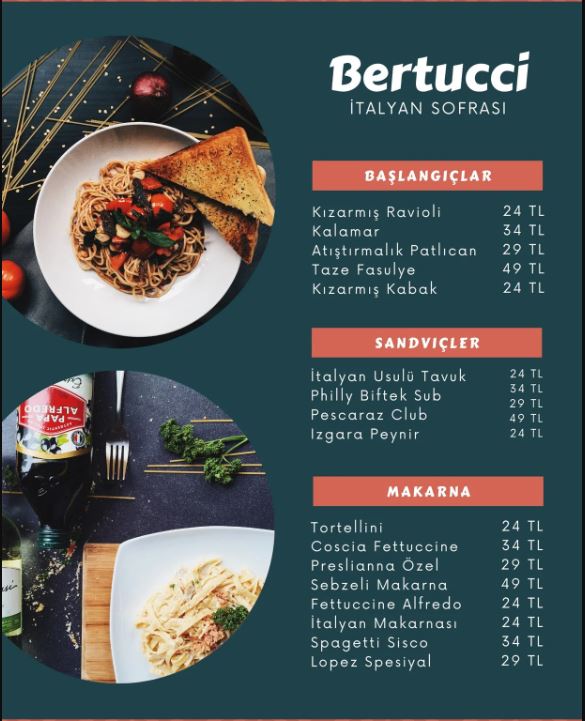 Bertucci
İTALYAN SOFRASI
BAŞLANGIÇLAR
Kızarmış Ravioli 24 TL
Kalamar 34 TL
Atıştırmalık Patlıcan 29 TL
Taze Fasulye 49 TL
Kızarmış Kabak 24 TL
SANDVİÇLER
İtalyan Usulü Tavuk 24 TL
Philly Biftek Sub 34 TL
Pescaraz Club 29 TL
49 TL
Izgara Peynir 24 TL
MAKARNA
Tortellini 24 TL
Coscia Fettuccine 34 TL
Preslianna Özel 29 TL
Sebzeli Makarna 49 TL
Fettuccine Alfredo 24 TL
İtalyan Makarnası 24 TL
Spagetti Sisco 34 TL
Lopez Spesiyal 29 TL
PAPA
ALFREDO